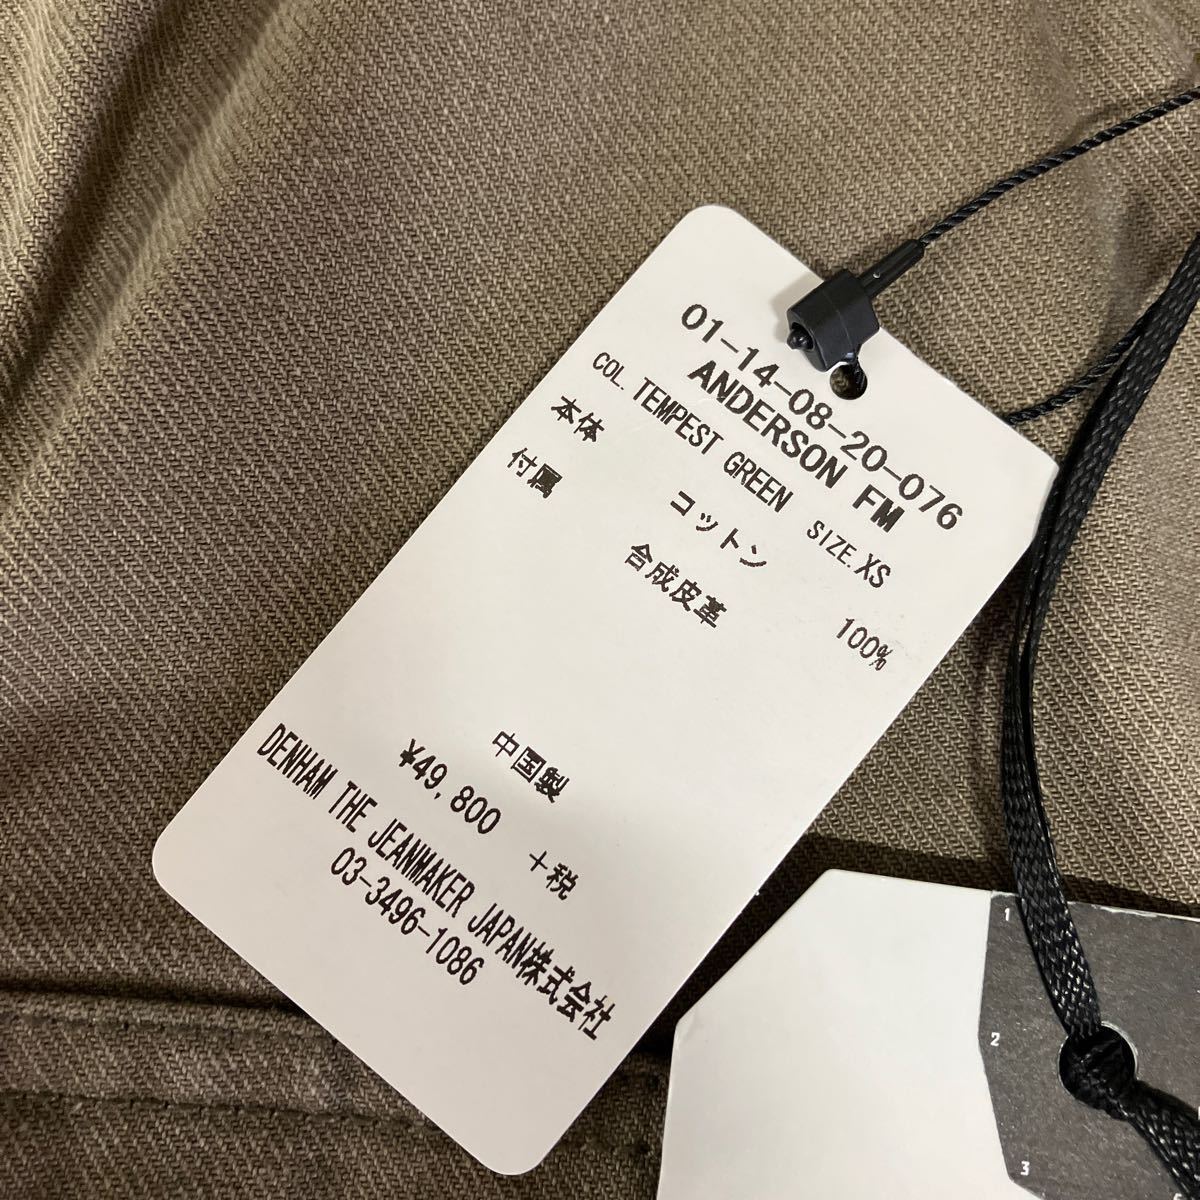 01-14-08-20-076
ANDERSON FM
COL. TEMPEST GREEN SIZE. XS
本体 コットン 100%
付属 合成皮革
中国製
¥49,800 +税
DENHAM THE JEANMAKER JAPAN株式会社
03-3496-1086
1
2
3